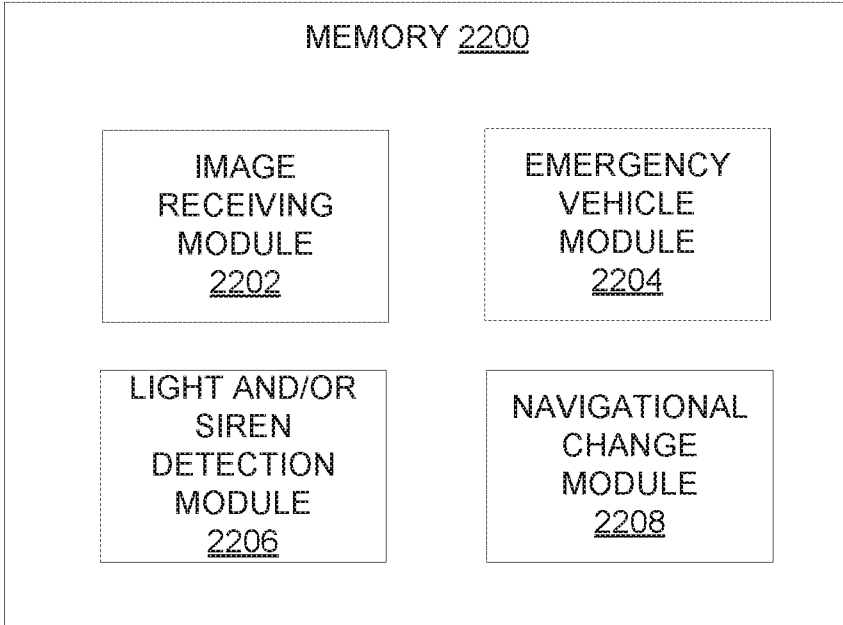 MEMORY 2200
IMAGE
RECEIVING
MODULE
2202
EMERGENCY
VEHICLE
MODULE
2204
LIGHT AND/OR
SIREN
DETECTION
MODULE
2206
NAVIGATIONAL
CHANGE
MODULE
2208